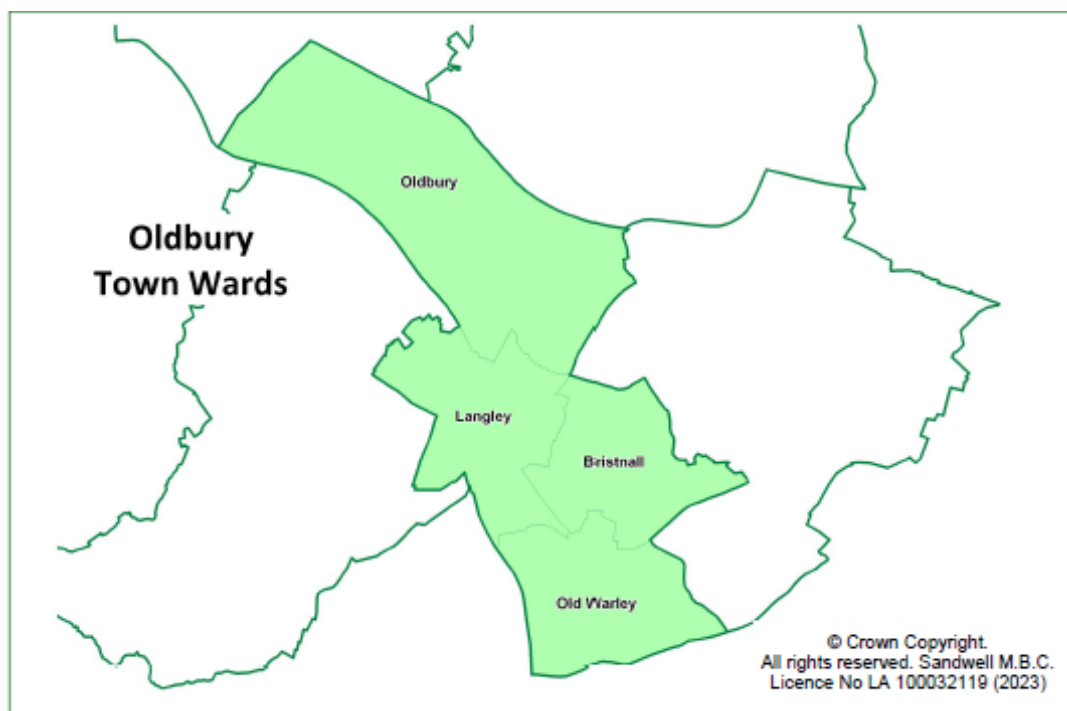 Oldbury
Oldbury
Town Wards
Langley
Bristnall
Old Warley
© Crown Copyright.
All rights reserved. Sandwell M.B.C.
Licence No LA 100032119 (2023)